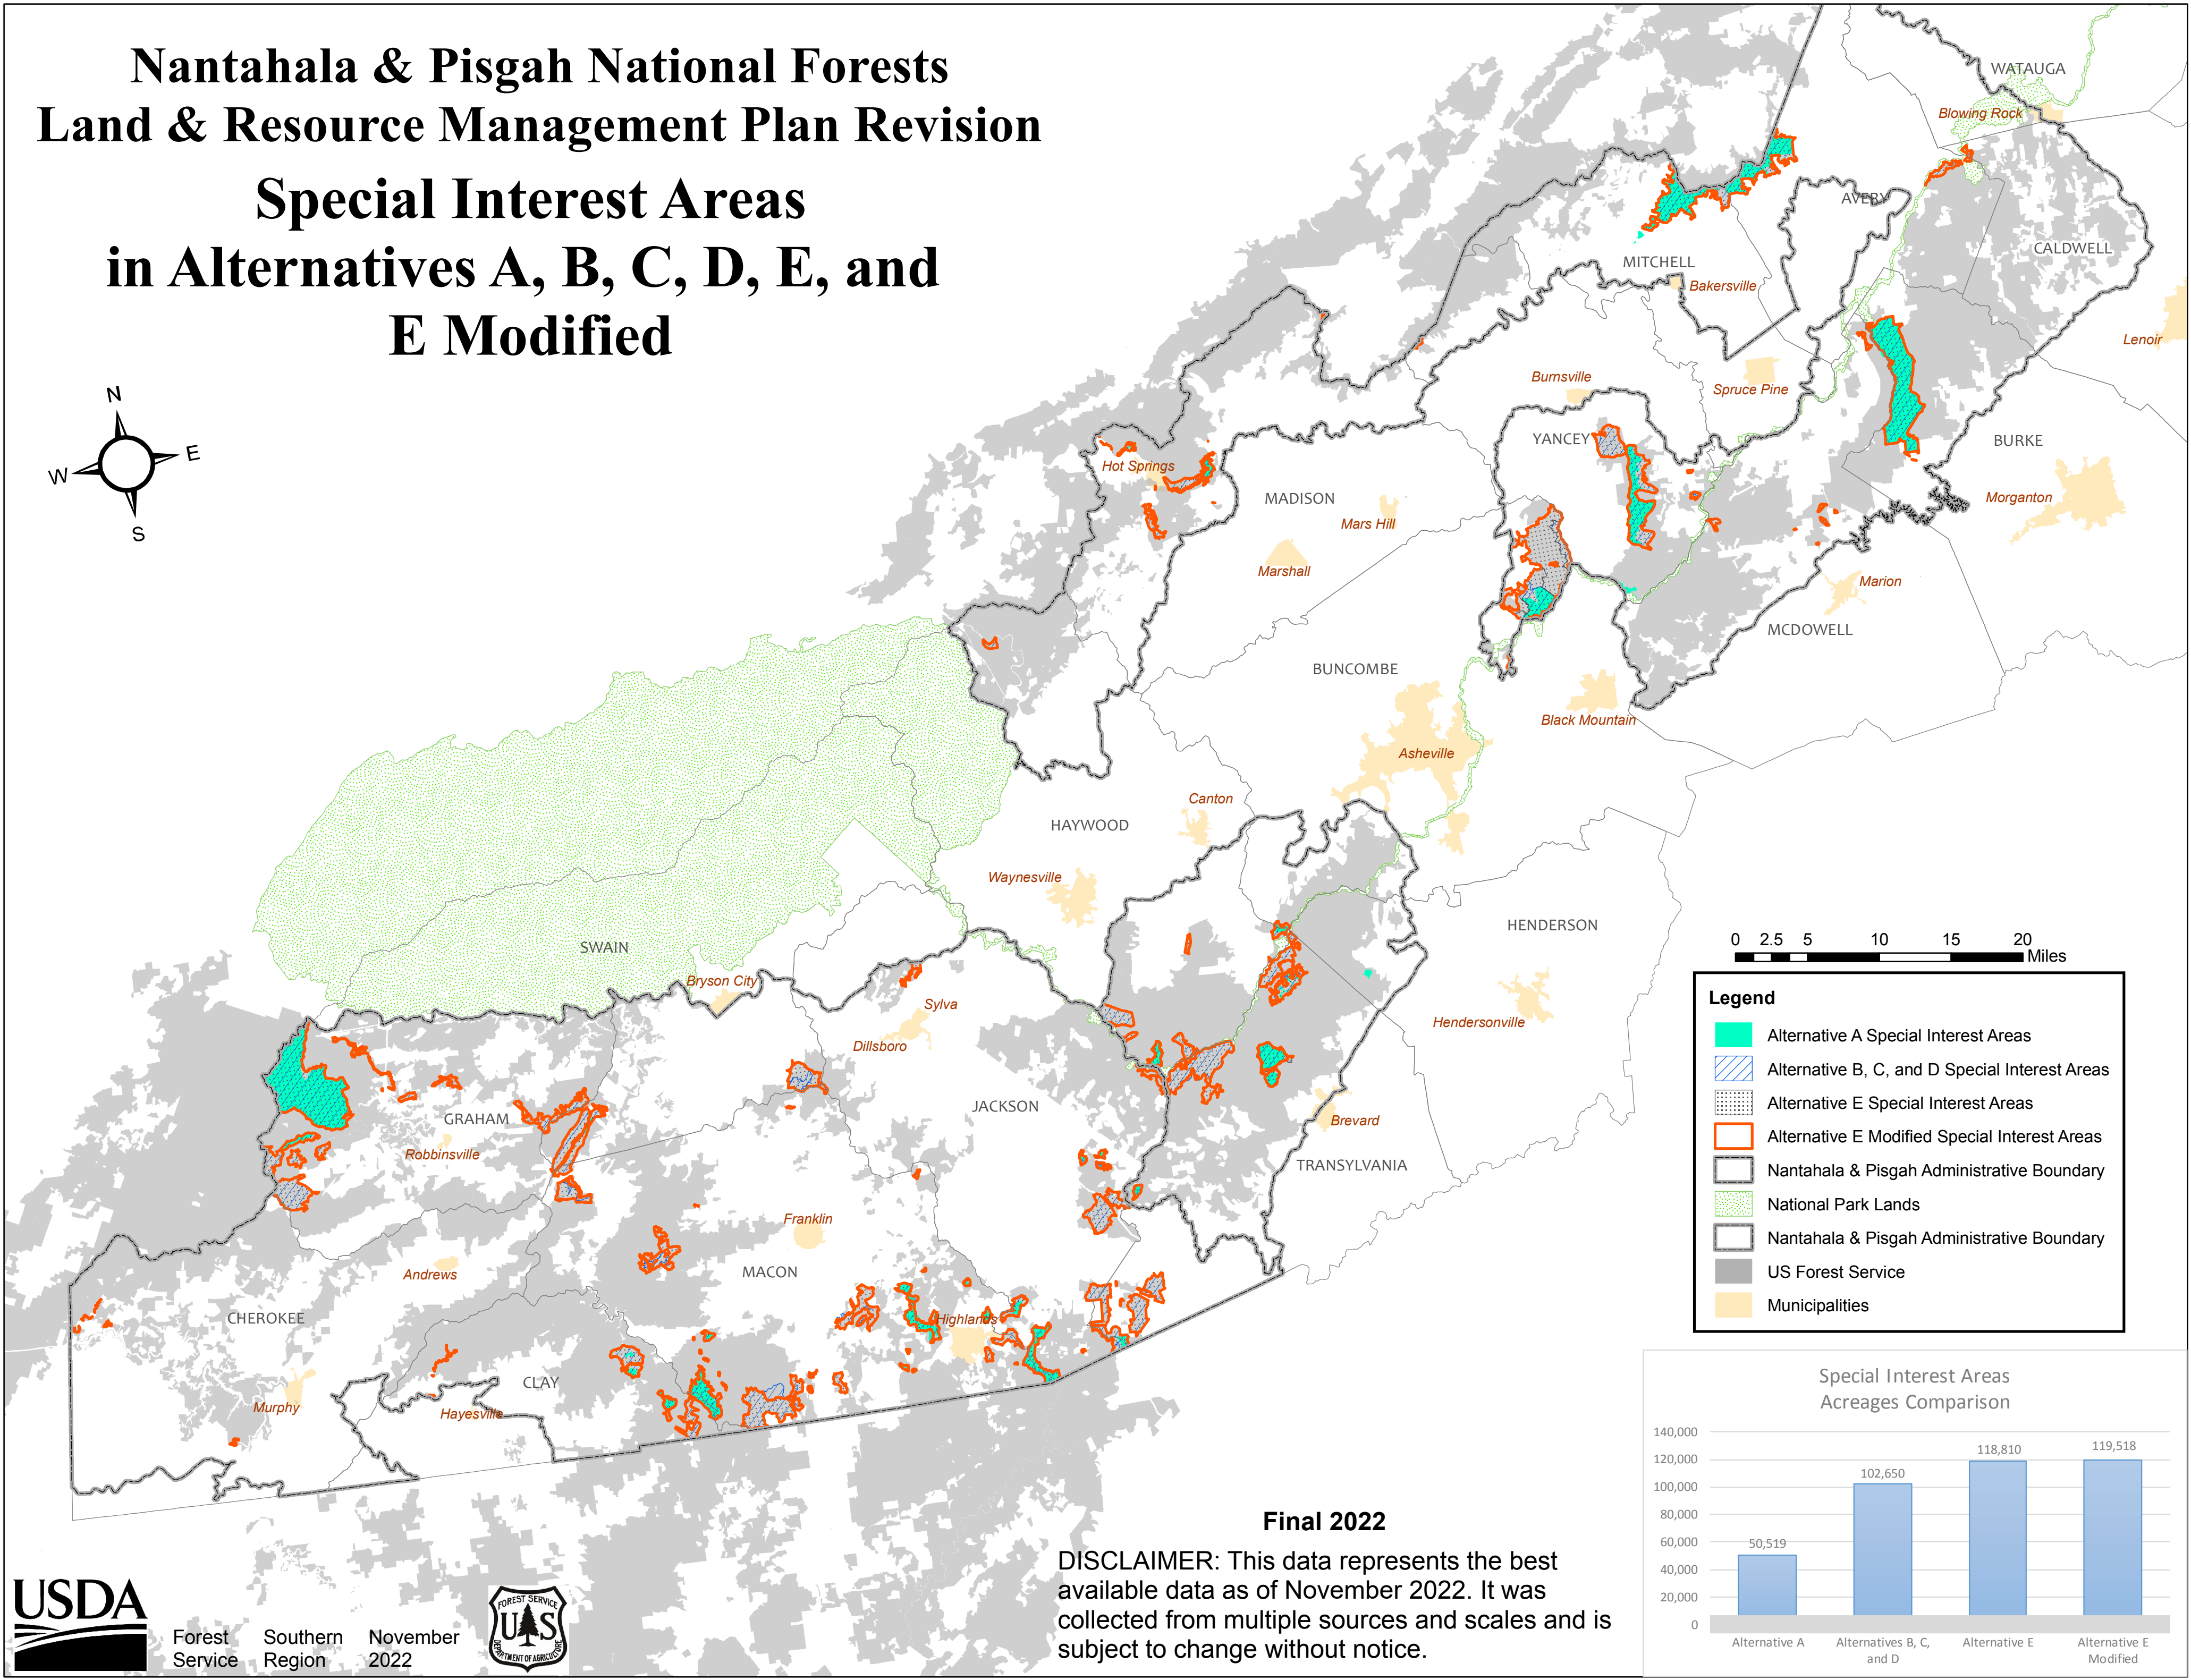 Nantahala & Pisgah National Forests
Land & Resource Management Plan Revision
Special Interest Areas
in Alternatives A, B, C, D, E, and
E Modified
N
W
E
S
WATAUGA
Blowing Rock
AVERY
CALDWELL
MITCHELL
Bakersville
Lenoir
Burnsville
Spruce Pine
YANCEY
BURKE
Hot Springs
MADISON
Mars Hill
Morganton
Marshall
Marion
MCDOWELL
BUNCOMBE
Black Mountain
Asheville
Canton
HAYWOOD
Waynesville
HENDERSON
SWAIN
Bryson City
Sylva
Dillsboro
Hendersonville
JACKSON
GRAHAM
Robbinsville
Brevard
TRANSYLVANIA
Franklin
MACON
Andrews
CHEROKEE
Highlands
CLAY
Murphy
Hayesville
0 2.5 5 10 15 20
Miles
Legend
Alternative A Special Interest Areas
Alternative B, C, and D Special Interest Areas
Alternative E Special Interest Areas
Alternative E Modified Special Interest Areas
Nantahala & Pisgah Administrative Boundary
National Park Lands
Nantahala & Pisgah Administrative Boundary
US Forest Service
Municipalities
Special Interest Areas
Acreages Comparison
140,000
120,000
100,000
80,000
60,000
40,000
20,000
0
50,519
102,650
118,810
119,518
Alternative A
Alternatives B, C,
and D
Alternative E
Alternative E
Modified
Final 2022
DISCLAIMER: This data represents the best
available data as of November 2022. It was
collected from multiple sources and scales and is
subject to change without notice.
USDA
Forest
Service
Southern
Region
November
2022
FOREST SERVICE
U S
DEPARTMENT OF AGRICULTURE